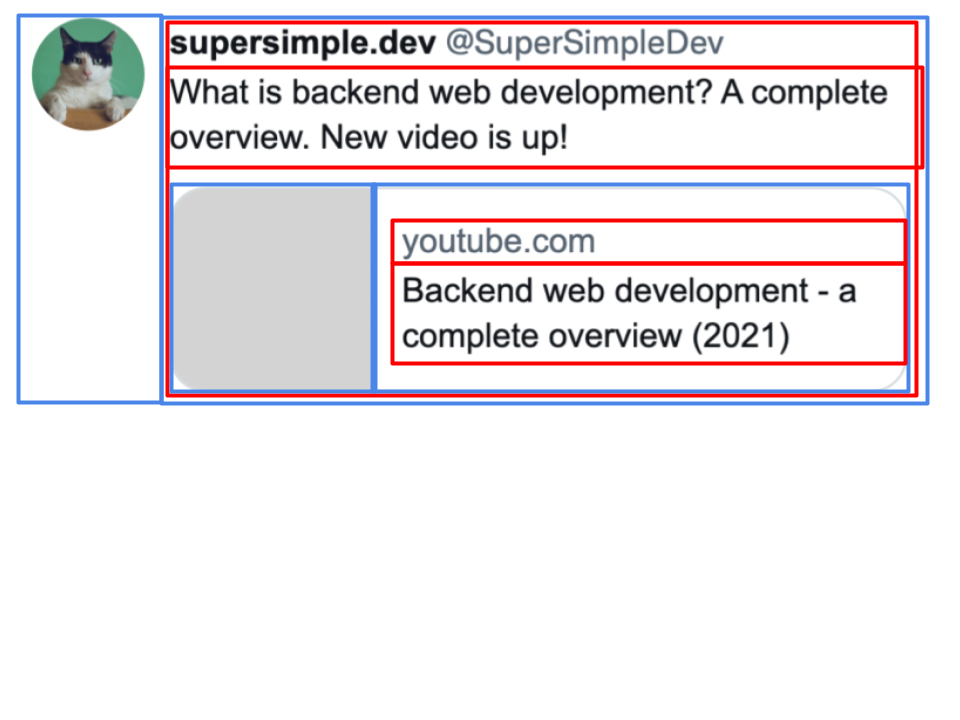 supersimple.dev @SuperSimpleDev
What is backend web development? A complete
overview. New video is up!
youtube.com
Backend web development - a
complete overview (2021)